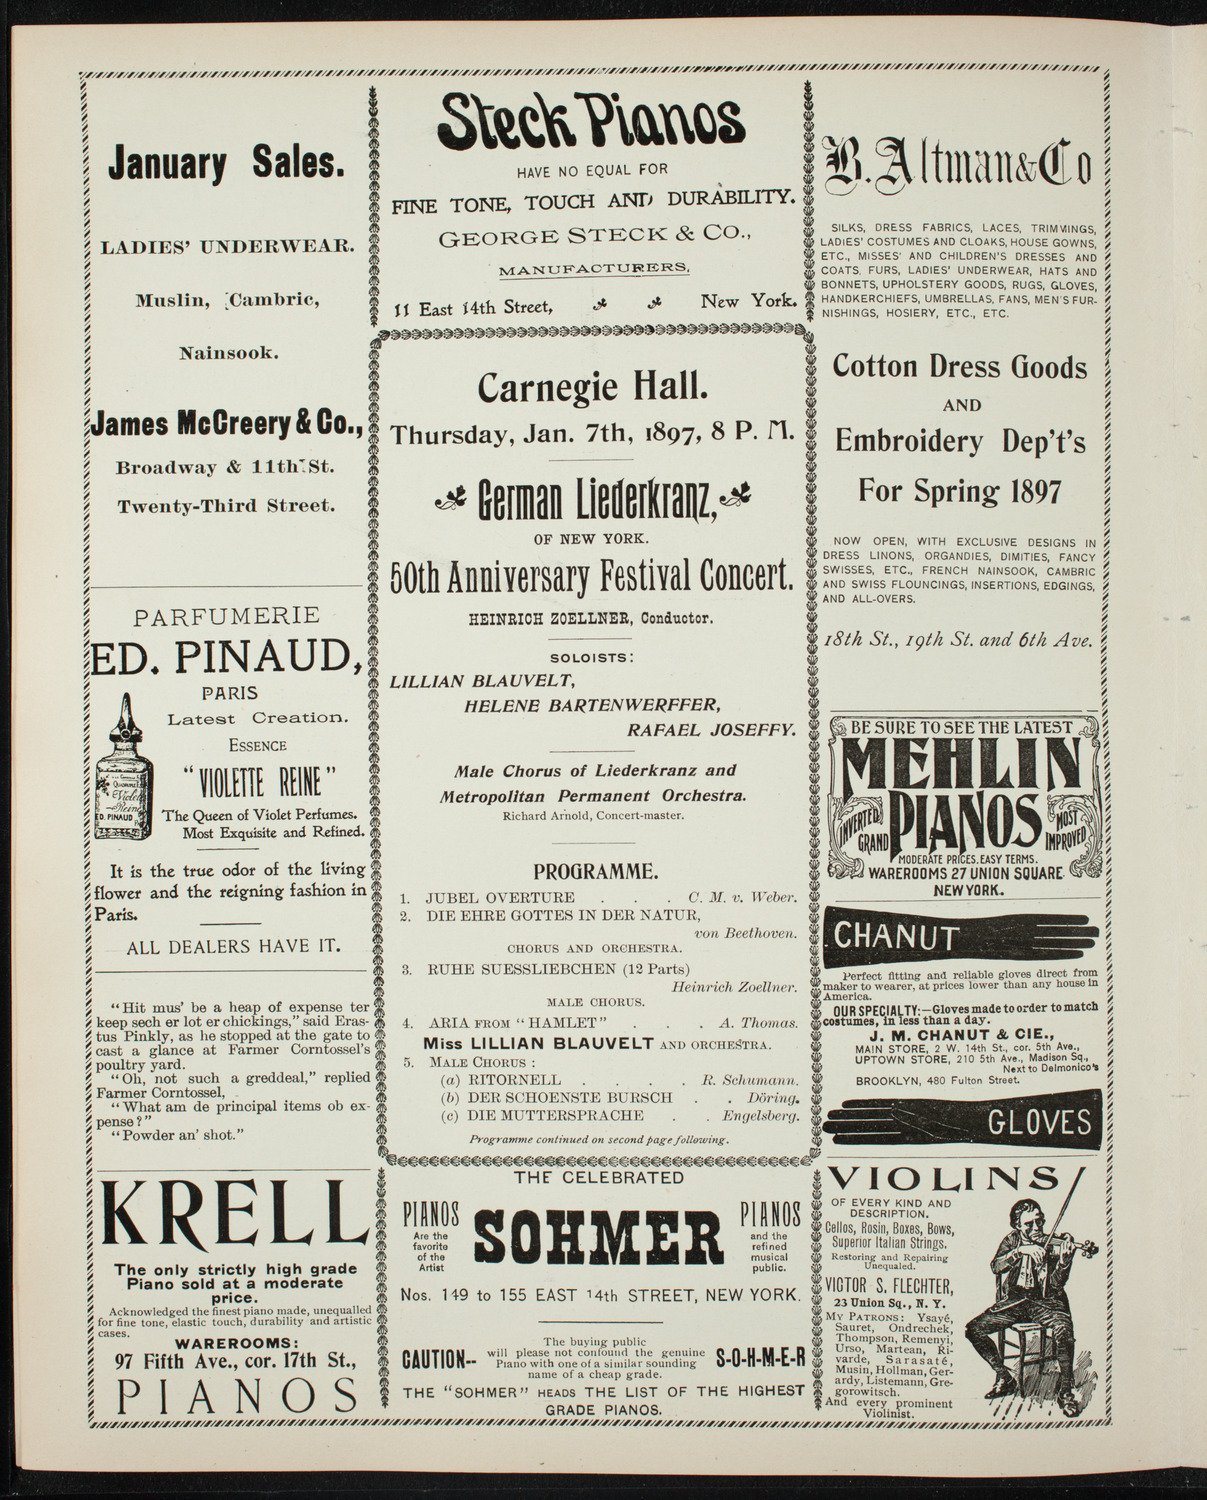 January Sales.
LADIES' UNDERWEAR.
Muslin, Cambric,
Nainsook.
James McCreery & Co.,
Broadway & 11th St.
Twenty-Third Street.
PARFUMERIE
ED. PINAUD,
PARIS
Latest Creation.
ESSENCE
"VIOLETTE REINE"
The Queen of Violet Perfumes.
Most Exquisite and Refined.
ED. PINAUD
It is the true odor of the living
flower and the reigning fashion in
Paris.
ALL DEALERS HAVE IT.
"Hit mus' be a heap of expense ter
keep sech er lot er chickings," said Eras-
tus Pinkly, as he stopped at the gate to
cast a glance at Farmer Corntossel's
poultry yard.
"Oh, not such a greddeal," replied
Farmer Corntossel,
"What am de principal items ob ex-
pense?"
"Powder an' shot."
KRELL
The only strictly high grade
Piano sold at a moderate
price.
Acknowledged the finest piano made, unequalled
for fine tone, elastic touch, durability and artistic
cases.
WAREROOMS:
97 Fifth Ave., cor. 17th St.,
PIANOS
Steck Pianos
HAVE NO EQUAL FOR
FINE TONE, TOUCH AND DURABILITY.
GEORGE STECK & CO.,
MANUFACTURERS,
11 East 14th Street, New York.
Carnegie Hall.
Thursday, Jan. 7th, 1897, 8 P. M.
German Liederkranz,
OF NEW YORK.
50th Anniversary Festival Concert.
HEINRICH ZOELLNER, Conductor.
SOLOISTS:
LILLIAN BLAUVELT,
HELENE BARTENWERFFER,
RAFAEL JOSEFFY.
Male Chorus of Liederkranz and
Metropolitan Permanent Orchestra.
Richard Arnold, Concert-master.
PROGRAMME.
1. JUBEL OVERTURE . . . C. M. v. Weber.
2. DIE EHRE GOTTES IN DER NATUR,
von Beethoven.
CHORUS AND ORCHESTRA.
3. RUHE SUESSLIEBCHEN (12 Parts)
Heinrich Zoellner.
MALE CHORUS.
4. ARIA FROM "HAMLET" . . . A. Thomas.
Miss LILLIAN BLAUVELT AND ORCHESTRA.
5. MALE CHORUS:
(a) RITORNELL . . . . R. Schumann.
(b) DER SCHOENSTE BURSCH . . Döring.
(c) DIE MUTTERSPRACHE . . Engelsberg.
Programme continued on second page following.
THE CELEBRATED
PIANOS
Are the
favorite
of the
Artist
SOHMER
PIANOS
and the
refined
musical
public.
Nos. 149 to 155 EAST 14th STREET, NEW YORK.
CAUTION--
The buying public
will please not confound the genuine
Piano with one of a similar sounding
name of a cheap grade.
S-O-H-M-E-R
THE "SOHMER" HEADS THE LIST OF THE HIGHEST
GRADE PIANOS.
B. Altman & Co
SILKS, DRESS FABRICS, LACES, TRIMMINGS,
LADIES' COSTUMES AND CLOAKS, HOUSE GOWNS,
ETC., MISSES' AND CHILDREN'S DRESSES AND
COATS. FURS, LADIES' UNDERWEAR, HATS AND
BONNETS, UPHOLSTERY GOODS, RUGS, GLOVES,
HANDKERCHIEFS, UMBRELLAS, FANS, MEN'S FUR-
NISHINGS, HOSIERY, ETC., ETC.
Cotton Dress Goods
AND
Embroidery Dep't's
For Spring 1897
NOW OPEN, WITH EXCLUSIVE DESIGNS IN
DRESS LINONS, ORGANDIES, DIMITIES, FANCY
SWISSES, ETC., FRENCH NAINSOOK, CAMBRIC
AND SWISS FLOUNCINGS, INSERTIONS, EDGINGS,
AND ALL-OVERS.
18th St., 19th St. and 6th Ave.
BE SURE TO SEE THE LATEST
MEHLIN
PIANOS
INVERTED
GRAND
MOST
IMPROVED
MODERATE PRICES. EASY TERMS.
WAREROOMS 27 UNION SQUARE
NEW YORK.
CHANUT
Perfect fitting and reliable gloves direct from
maker to wearer, at prices lower than any house in
America.
OUR SPECIALTY:—Gloves made to order to match
costumes, in less than a day.
J. M. CHANUT & CIE.,
MAIN STORE, 2 W. 14th St., cor. 5th Ave.,
UPTOWN STORE, 210 5th Ave., Madison Sq.,
Next to Delmonico's
BROOKLYN, 480 Fulton Street.
GLOVES
VIOLINS
OF EVERY KIND AND
DESCRIPTION.
Cellos, Rosin, Boxes, Bows,
Superior Italian Strings.
Restoring and Repairing
Unequaled.
VICTOR S. FLECHTER,
23 Union Sq., N. Y.
MY PATRONS: Ysayé,
Sauret, Ondrechek,
Thompson, Remenyi,
Urso, Martean, Ri-
varde, Sarasaté,
Musin, Hollman, Ger-
ardy, Listemann, Gre-
gorowitsch.
And every prominent
Violinist.